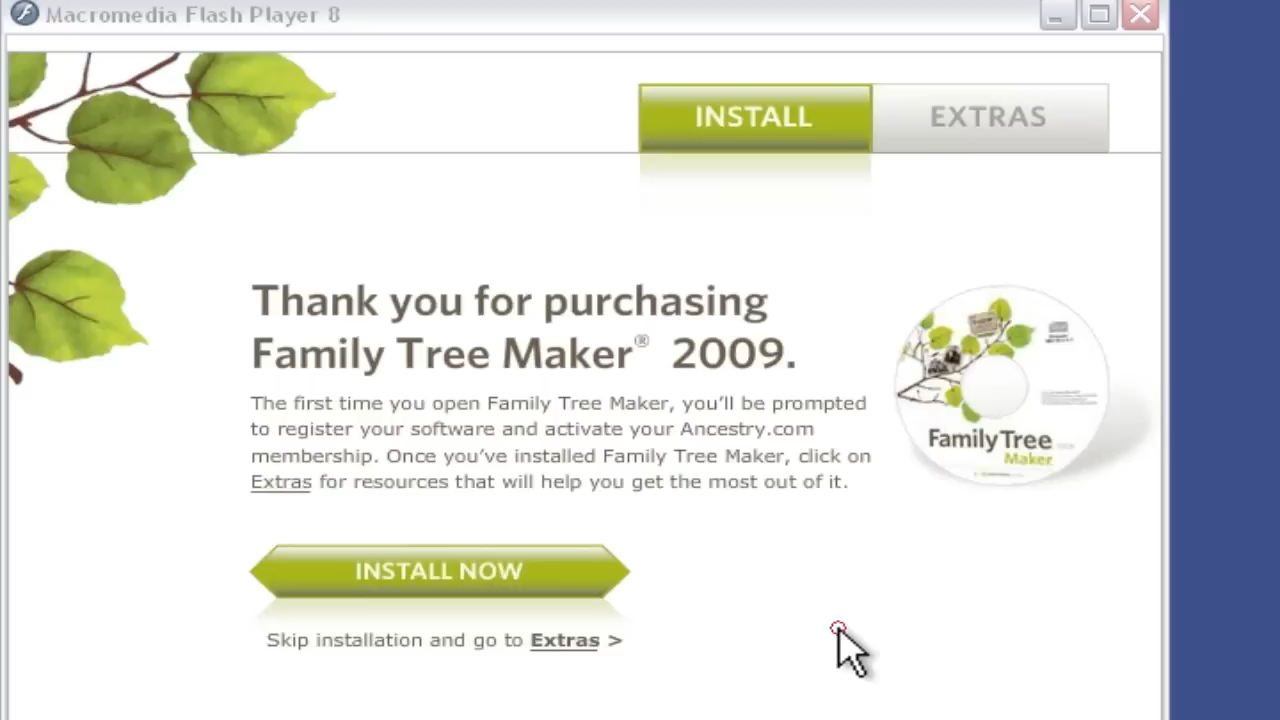 Macromedia Flash Player 8
INSTALL
EXTRAS
Thank you for purchasing
Family Tree Maker® 2009.
The first time you open Family Tree Maker, you'll be prompted
to register your software and activate your Ancestry.com
membership. Once you've installed Family Tree Maker, click on
Extras for resources that will help you get the most out of it.
Family Tree
Maker
INSTALL NOW
Skip installation and go to Extras >